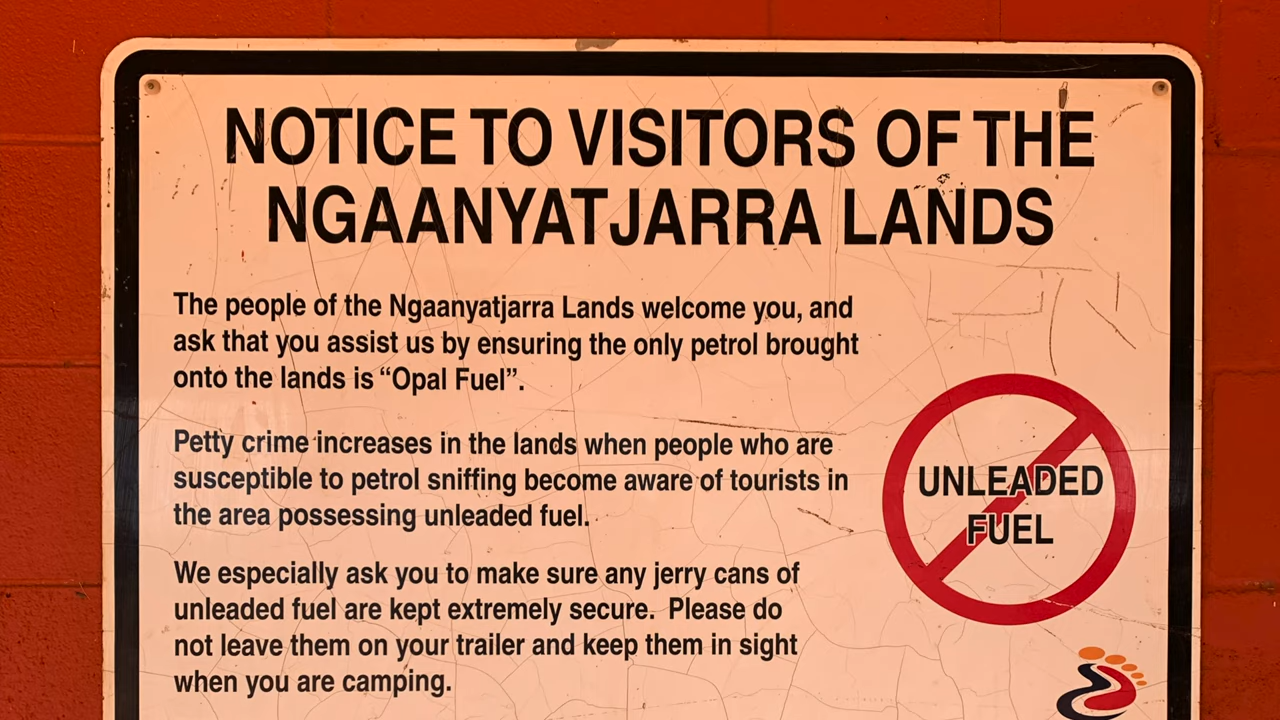 NOTICE TO VISITORS OF THE
NGAANYATJARRA LANDS
The people of the Ngaanyatjarra Lands welcome you, and
ask that you assist us by ensuring the only petrol brought
onto the lands is “Opal Fuel”.
Petty crime increases in the lands when people who are
susceptible to petrol sniffing become aware of tourists in
the area possessing unleaded fuel.
UNLEADED
FUEL
We especially ask you to make sure any jerry cans of
unleaded fuel are kept extremely secure.  Please do
not leave them on your trailer and keep them in sight
when you are camping.